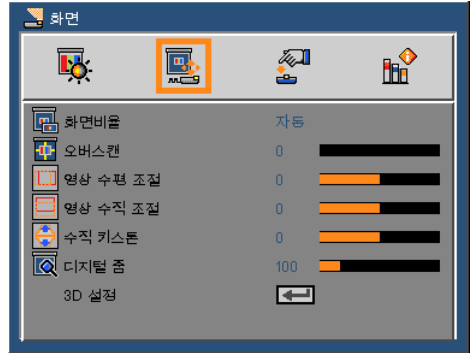 화면
화면비율 자동
오버스캔 0
영상 수평 조절 0
영상 수직 조절 0
수직 키스톤 0
디지털 줌 100
3D 설정